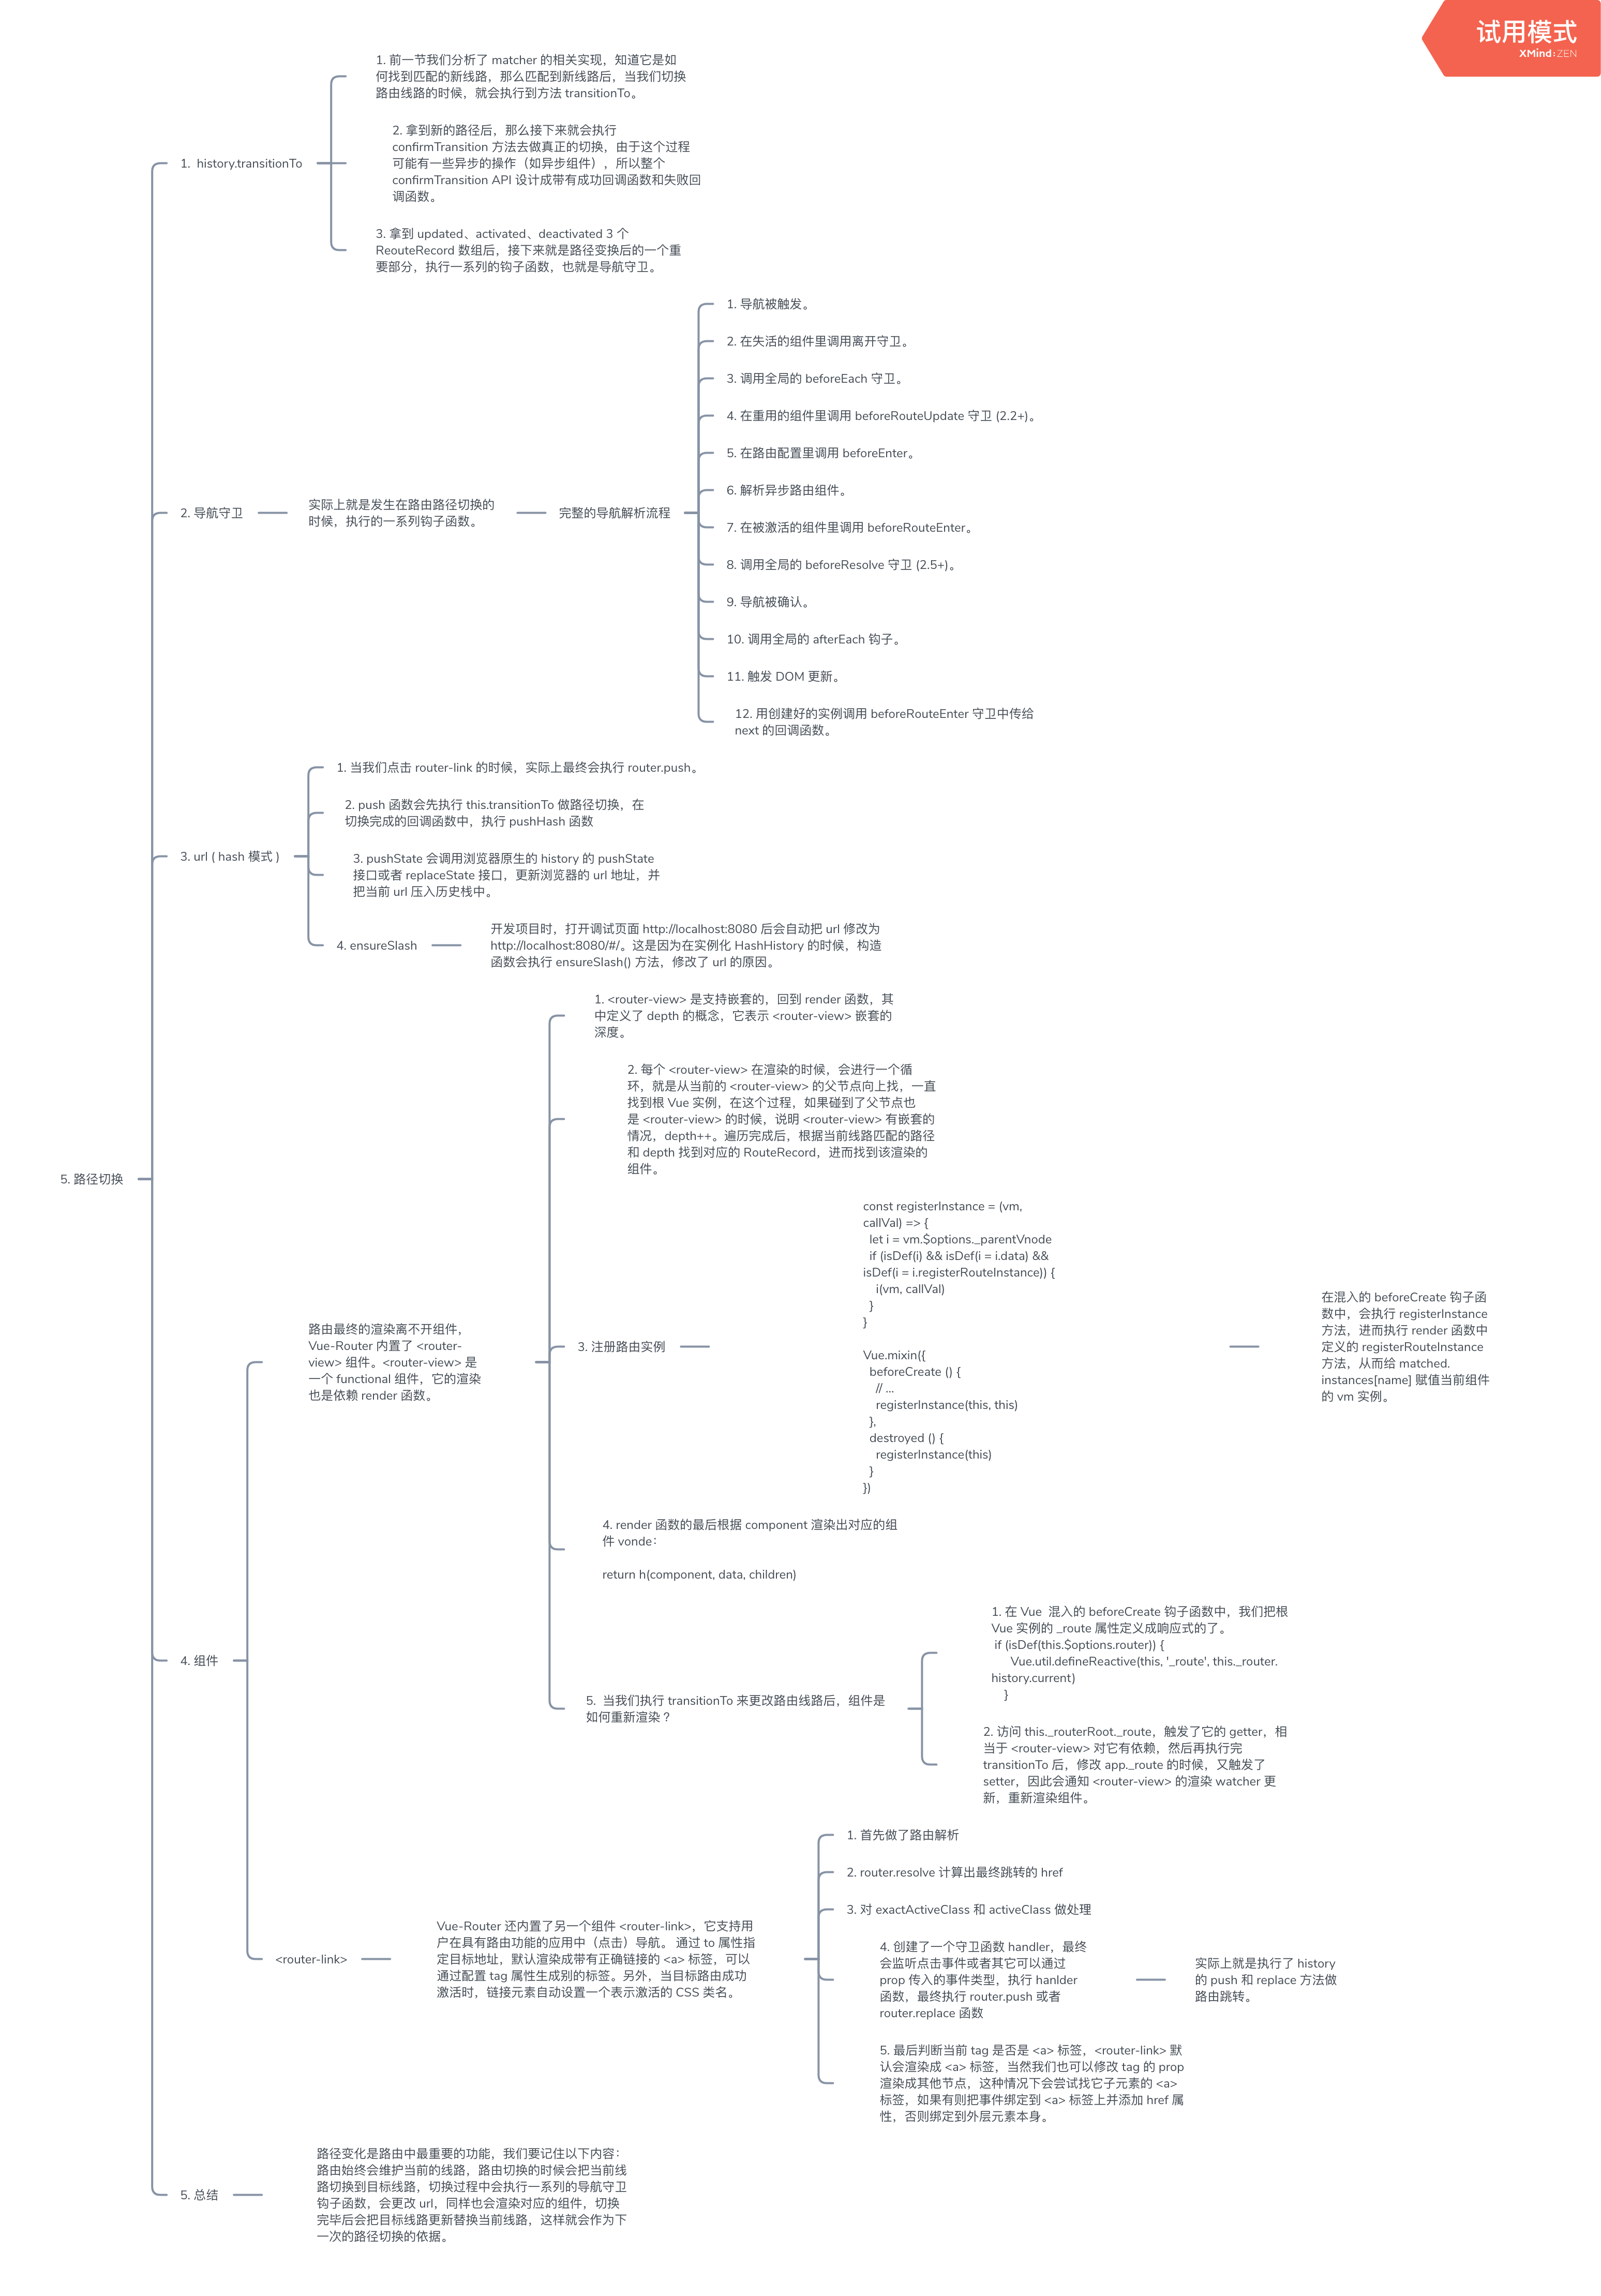 试用模式
XMind:ZEN
5. 路径切换
1.  history.transitionTo
1. 前一节我们分析了 matcher 的相关实现，知道它是如
何找到匹配的新线路，那么匹配到新线路后，当我们切换
路由线路的时候，就会执行到方法 transitionTo。
2. 拿到新的路径后，那么接下来就会执行
confirmTransition 方法去做真正的切换，由于这个过程
可能有一些异步的操作（如异步组件），所以整个
confirmTransition API 设计成带有成功回调函数和失败回
调函数。
3. 拿到 updated、activated、deactivated 3 个
ReouteRecord 数组后，接下来就是路径变换后的一个重
要部分，执行一系列的钩子函数，也就是导航守卫。
2. 导航守卫
实际上就是发生在路由路径切换的
时候，执行的一系列钩子函数。
完整的导航解析流程
1. 导航被触发。
2. 在失活的组件里调用离开守卫。
3. 调用全局的 beforeEach 守卫。
4. 在重用的组件里调用 beforeRouteUpdate 守卫 (2.2+)。
5. 在路由配置里调用 beforeEnter。
6. 解析异步路由组件。
7. 在被激活的组件里调用 beforeRouteEnter。
8. 调用全局的 beforeResolve 守卫 (2.5+)。
9. 导航被确认。
10. 调用全局的 afterEach 钩子。
11. 触发 DOM 更新。
12. 用创建好的实例调用 beforeRouteEnter 守卫中传给
next 的回调函数。
3. url ( hash 模式 )
1. 当我们点击 router-link 的时候，实际上最终会执行 router.push。
2. push 函数会先执行 this.transitionTo 做路径切换，在
切换完成的回调函数中，执行 pushHash 函数
3. pushState 会调用浏览器原生的 history 的 pushState
接口或者 replaceState 接口，更新浏览器的 url 地址，并
把当前 url 压入历史栈中。
4. ensureSlash
开发项目时，打开调试页面 http://localhost:8080 后会自动把 url 修改为
http://localhost:8080/#/。这是因为在实例化 HashHistory 的时候，构造
函数会执行 ensureSlash() 方法，修改了 url 的原因。
4. 组件
路由最终的渲染离不开组件，
Vue-Router 内置了 <router-
view> 组件。<router-view> 是
一个 functional 组件，它的渲染
也是依赖 render 函数。
1. <router-view> 是支持嵌套的，回到 render 函数，其
中定义了 depth 的概念，它表示 <router-view> 嵌套的
深度。
2. 每个 <router-view> 在渲染的时候，会进行一个循
环，就是从当前的 <router-view> 的父节点向上找，一直
找到根 Vue 实例，在这个过程，如果碰到了父节点也
是 <router-view> 的时候，说明 <router-view> 有嵌套的
情况，depth++。遍历完成后，根据当前线路匹配的路径
和 depth 找到对应的 RouteRecord，进而找到该渲染的
组件。
3. 注册路由实例
const registerInstance = (vm,
callVal) => {
  let i = vm.$options._parentVnode
  if (isDef(i) && isDef(i = i.data) &&
isDef(i = i.registerRouteInstance)) {
    i(vm, callVal)
  }
}
Vue.mixin({
  beforeCreate () {
    // ...
    registerInstance(this, this)
  },
  destroyed () {
    registerInstance(this)
  }
})
在混入的 beforeCreate 钩子函
数中，会执行 registerInstance
方法，进而执行 render 函数中
定义的 registerRouteInstance
方法，从而给 matched.
instances[name] 赋值当前组件
的 vm 实例。
4. render 函数的最后根据 component 渲染出对应的组
件 vonde：
return h(component, data, children)
5.  当我们执行 transitionTo 来更改路由线路后，组件是
如何重新渲染？
1. 在 Vue  混入的 beforeCreate 钩子函数中，我们把根
Vue 实例的 _route 属性定义成响应式的了。
 if (isDef(this.$options.router)) {
      Vue.util.defineReactive(this, '_route', this._router.
history.current)
    }
2. 访问 this._routerRoot._route，触发了它的 getter，相
当于 <router-view> 对它有依赖，然后再执行完
transitionTo 后，修改 app._route 的时候，又触发了
setter，因此会通知 <router-view> 的渲染 watcher 更
新，重新渲染组件。
<router-link>
Vue-Router 还内置了另一个组件 <router-link>，它支持用
户在具有路由功能的应用中（点击）导航。 通过 to 属性指
定目标地址，默认渲染成带有正确链接的 <a> 标签，可以
通过配置 tag 属性生成别的标签。另外，当目标路由成功
激活时，链接元素自动设置一个表示激活的 CSS 类名。
1. 首先做了路由解析
2. router.resolve 计算出最终跳转的 href
3. 对 exactActiveClass 和 activeClass 做处理
4. 创建了一个守卫函数 handler，最终
会监听点击事件或者其它可以通过
prop 传入的事件类型，执行 hanlder
函数，最终执行 router.push 或者
router.replace 函数
实际上就是执行了 history
的 push 和 replace 方法做
路由跳转。
5. 最后判断当前 tag 是否是 <a> 标签，<router-link> 默
认会渲染成 <a> 标签，当然我们也可以修改 tag 的 prop
渲染成其他节点，这种情况下会尝试找它子元素的 <a>
标签，如果有则把事件绑定到 <a> 标签上并添加 href 属
性，否则绑定到外层元素本身。
5. 总结
路径变化是路由中最重要的功能，我们要记住以下内容：
路由始终会维护当前的线路，路由切换的时候会把当前线
路切换到目标线路，切换过程中会执行一系列的导航守卫
钩子函数，会更改 url，同样也会渲染对应的组件，切换
完毕后会把目标线路更新替换当前线路，这样就会作为下
一次的路径切换的依据。